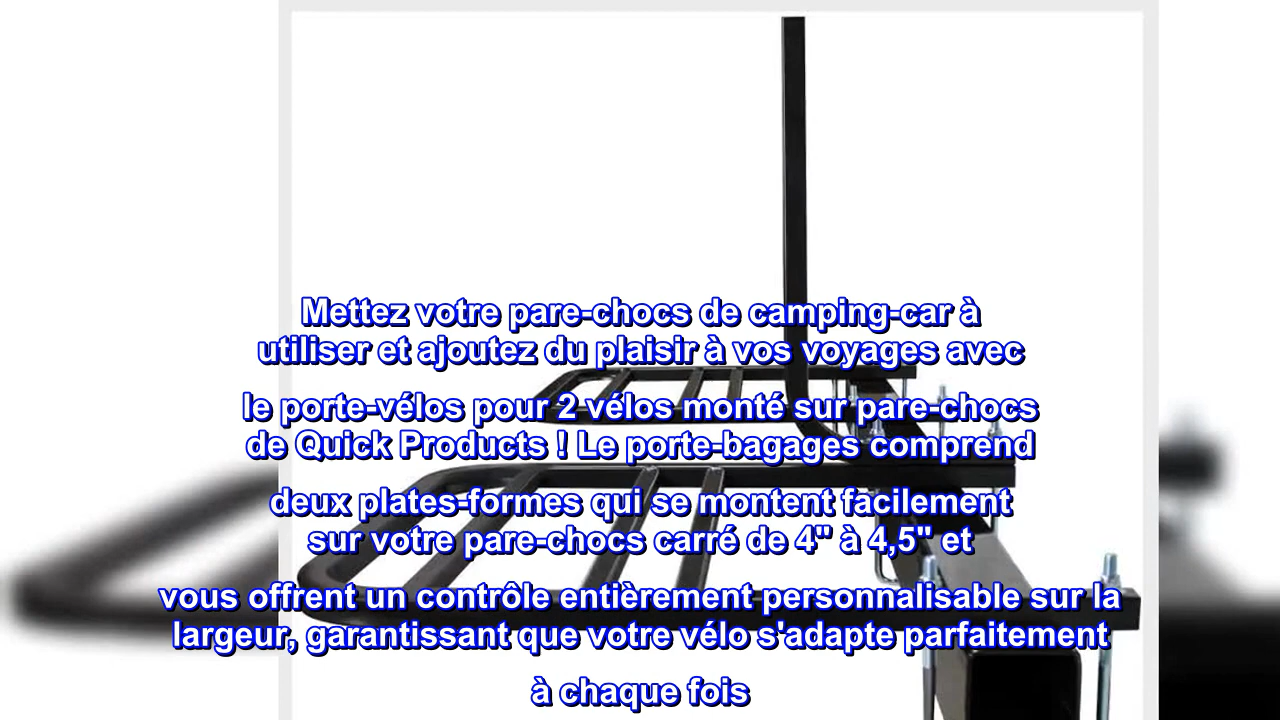 Mettez votre pare-chocs de camping-car à
utiliser et ajoutez du plaisir à vos voyages avec
le porte-vélos pour 2 vélos monté sur pare-chocs
de Quick Products ! Le porte-bagages comprend
deux plates-formes qui se montent facilement
sur votre pare-chocs carré de 4" à 4,5" et
vous offrent un contrôle entièrement personnalisable sur la
largeur, garantissant que votre vélo s'adapte parfaitement
à chaque fois